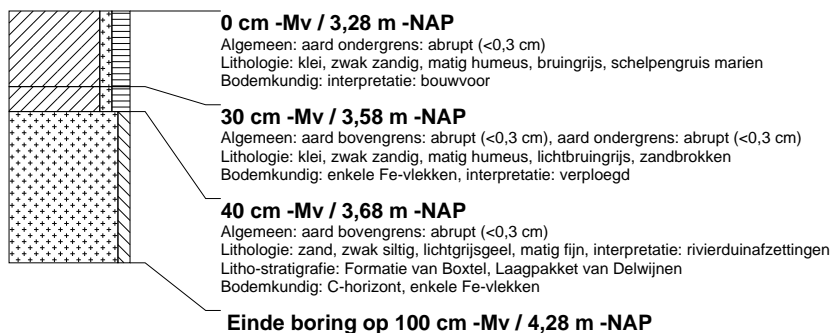 0 cm -Mv / 3,28 m -NAP
Algemeen: aard ondergrens: abrupt (<0,3 cm)
Lithologie: klei, zwak zandig, matig humeus, bruingrijs, schelpengruis marien
Bodemkundig: interpretatie: bouwvoor
30 cm -Mv / 3,58 m -NAP
Algemeen: aard bovengrens: abrupt (<0,3 cm), aard ondergrens: abrupt (<0,3 cm)
Lithologie: klei, zwak zandig, matig humeus, lichtbruingrijs, zandbrokken
Bodemkundig: enkele Fe-vlekken, interpretatie: verploegd
40 cm -Mv / 3,68 m -NAP
Algemeen: aard bovengrens: abrupt (<0,3 cm)
Lithologie: zand, zwak siltig, lichtgrijsgeel, matig fijn, interpretatie: rivierduinafzettingen
Litho-stratigrafie: Formatie van Boxtel, Laagpakket van Delwijnen
Bodemkundig: C-horizont, enkele Fe-vlekken
Einde boring op 100 cm -Mv / 4,28 m -NAP